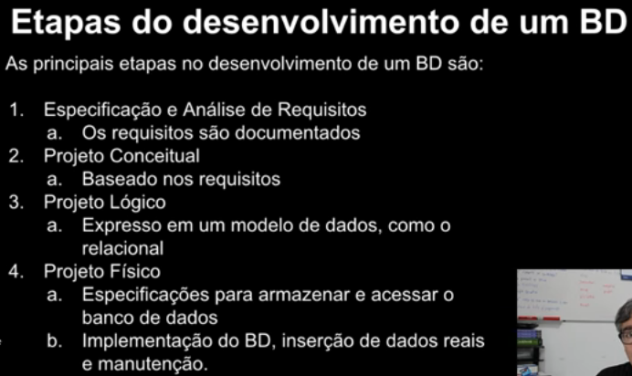 Etapas do desenvolvimento de um BD
As principais etapas no desenvolvimento de um BD são:
1. Especificação e Análise de Requisitos
a. Os requisitos são documentados
2. Projeto Conceitual
a. Baseado nos requisitos
3. Projeto Lógico
a. Expresso em um modelo de dados, como o
relacional
4. Projeto Físico
a. Especificações para armazenar e acessar o
banco de dados
b. Implementação do BD, inserção de dados reais
e manutenção.